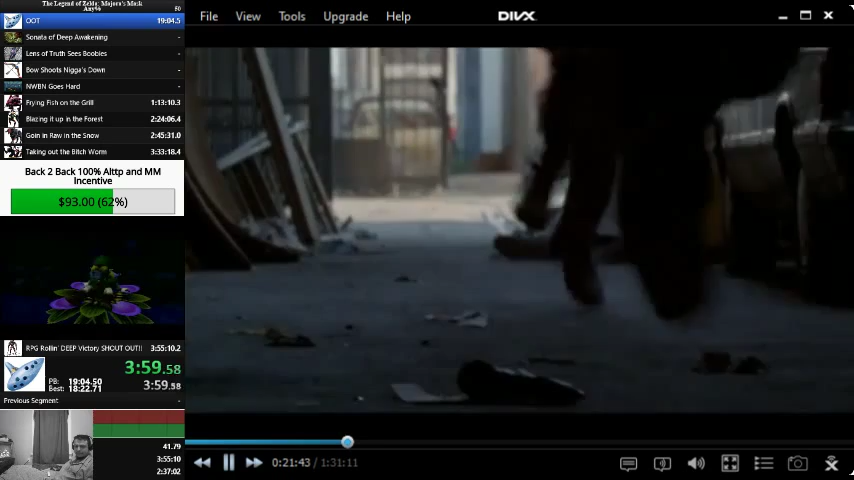 The Legend of Zelda: Majora's Mask
Any%
50
OOT 19:04.5
Sonata of Deep Awakening -
Lens of Truth Sees Boobies -
Bow Shoots Nigga's Down -
NWBN Goes Hard -
Frying Fish on the Grill 1:13:10.3
Blazing it up in the Forest 2:24:06.4
Goin in Raw in the Snow 2:45:31.0
Taking out the Bitch Worm 3:33:18.4
Back 2 Back 100% Alttp and MM
Incentive
$93.00 (62%)
RPG Rollin' DEEP Victory SHOUT OUT!! 3:55:10.2
3:59.58
PB: 19:04.50
Best: 18:22.71
3:59.58
Previous Segment -
41.79
3:55:10
2:37:02
File View Tools Upgrade Help
DIVX
0:21:43 / 1:31:11